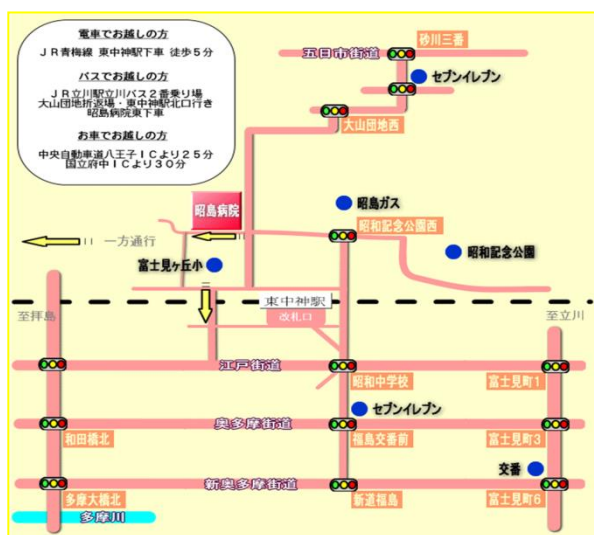 電車でお越しの方
ＪＲ青梅線 東中神駅下車 徒歩５分
バスでお越しの方
ＪＲ立川駅立川バス２番乗り場
大山団地折返場・東中神駅北口行き
昭島病院東下車
お車でお越しの方
中央自動車道八王子ＩＣより２５分
国立府中ＩＣより３０分
砂川三番
五日市街道
セブンイレブン
大山団地西
昭島病院
昭島ガス
昭和記念公園西
一方通行
昭和記念公園
富士見ヶ丘小
東中神駅
改札口
至拝島
至立川
江戸街道
昭和中学校
富士見町1
セブンイレブン
奥多摩街道
和田橋北
福島交番前
富士見町3
交番
新奥多摩街道
多摩大橋北
新道福島
富士見町6
多摩川